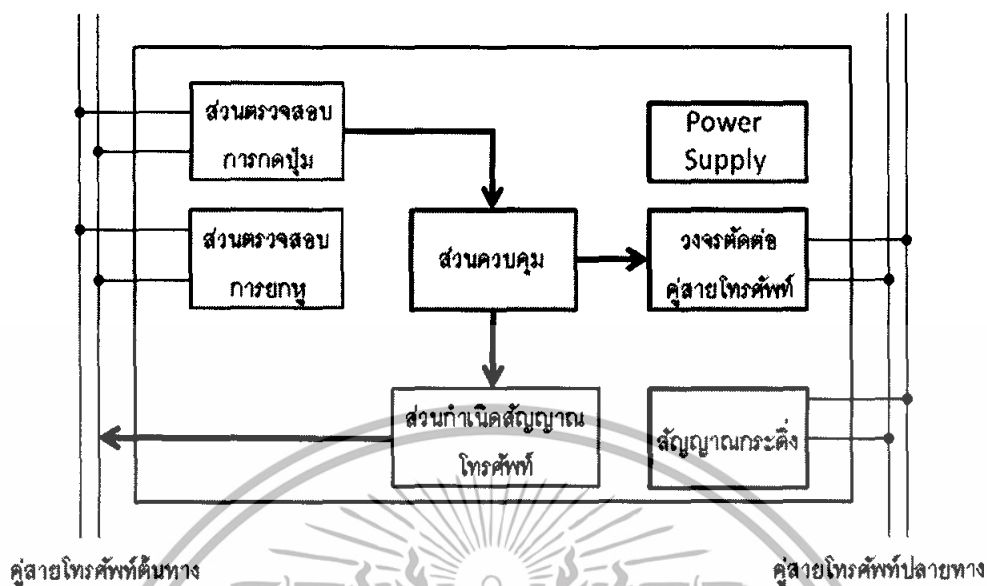 ส่วนตรวจสอบ
การกดปุ่ม
Power
Supply
ส่วนตรวจสอบ
การยกหู
ส่วนควบคุม
วงจรตัดต่อ
คู่สายโทรศัพท์
ส่วนกำเนิดสัญญาณ
โทรศัพท์
สัญญาณกระดิ่ง
คู่สายโทรศัพท์ต้นทาง
คู่สายโทรศัพท์ปลายทาง